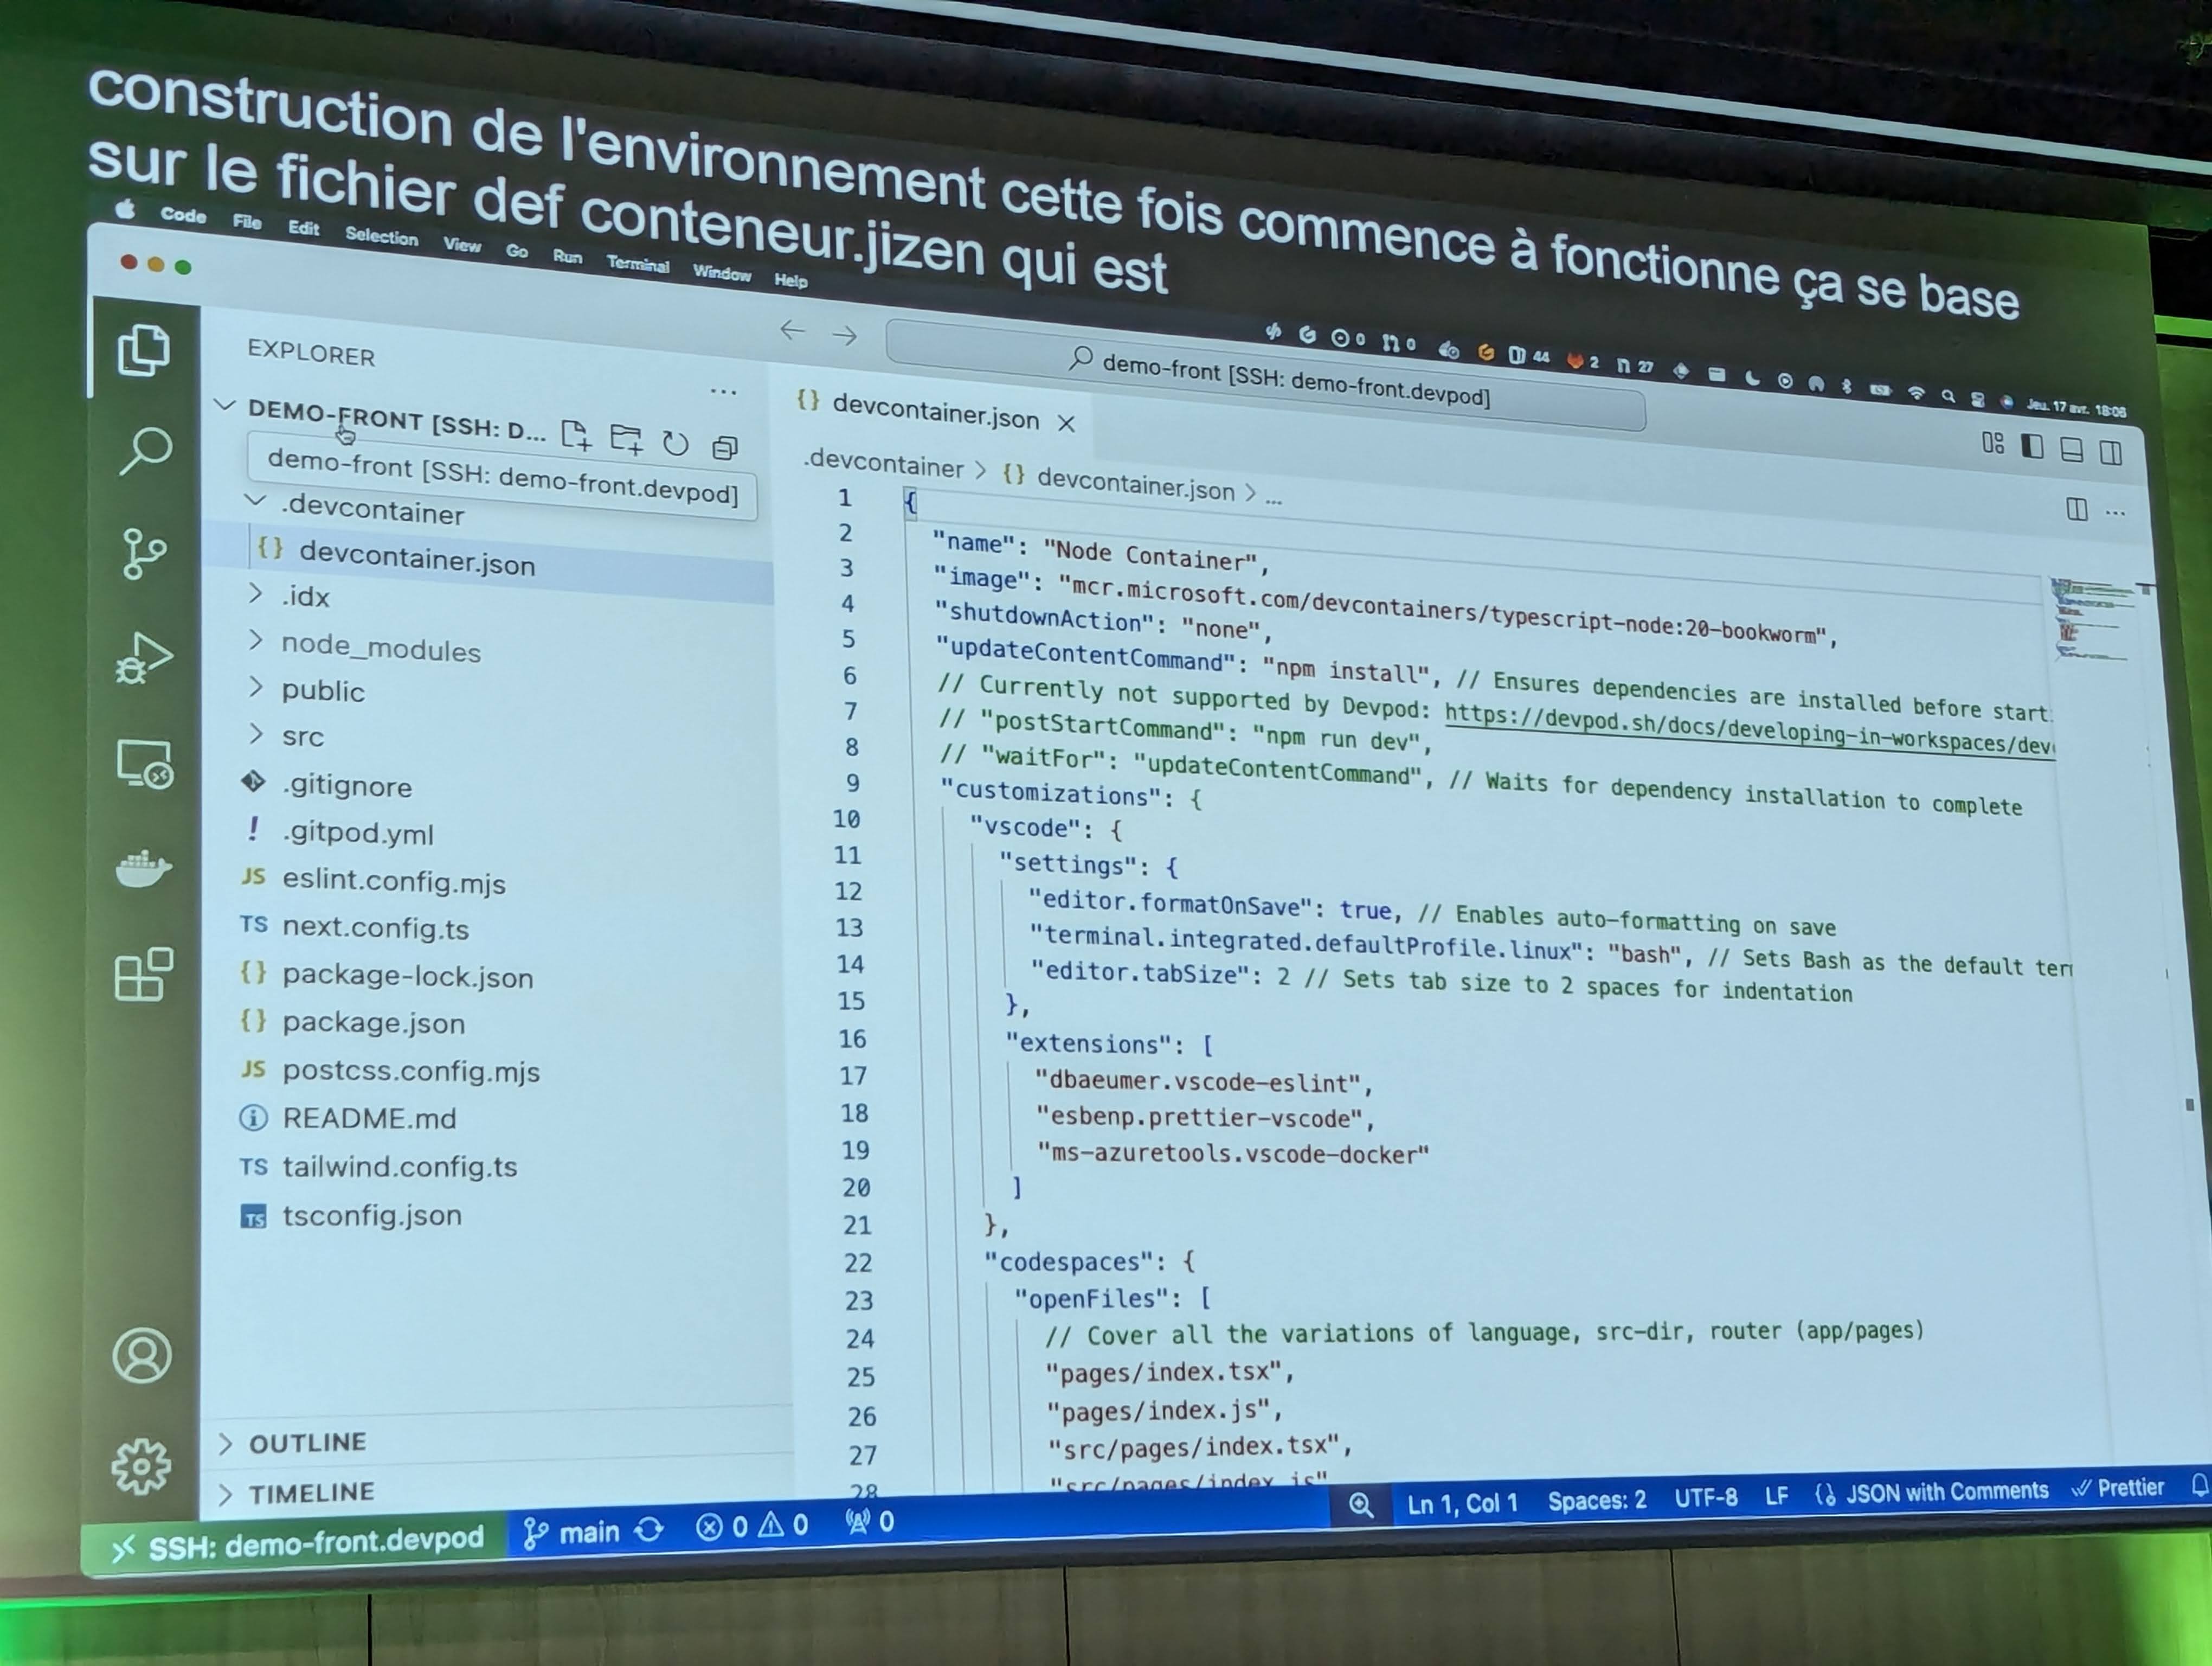 construction de l'environnement cette fois commence à fonctionne ça se base
sur le fichier def conteneur.jizen qui est
Code File Edit Selection View Go Run Terminal Window Help
0 0 44 2 27 Jeu. 17 avr. 18:06
demo-front [SSH: demo-front.devpod]
EXPLORER
DEMO-FRONT [SSH: D...
demo-front [SSH: demo-front.devpod]
.devcontainer
{} devcontainer.json
.idx
node_modules
public
src
.gitignore
! .gitpod.yml
JS eslint.config.mjs
TS next.config.ts
{} package-lock.json
{} package.json
JS postcss.config.mjs
README.md
TS tailwind.config.ts
TS tsconfig.json
OUTLINE
TIMELINE
{} devcontainer.json
.devcontainer > {} devcontainer.json > ...
1 {
2 "name": "Node Container",
3 "image": "mcr.microsoft.com/devcontainers/typescript-node:20-bookworm",
4 "shutdownAction": "none",
5 "updateContentCommand": "npm install", // Ensures dependencies are installed before start
6 // Currently not supported by Devpod: https://devpod.sh/docs/developing-in-workspaces/dev
7 // "postStartCommand": "npm run dev",
8 // "waitFor": "updateContentCommand", // Waits for dependency installation to complete
9 "customizations": {
10 "vscode": {
11 "settings": {
12 "editor.formatOnSave": true, // Enables auto-formatting on save
13 "terminal.integrated.defaultProfile.linux": "bash", // Sets Bash as the default ter
14 "editor.tabSize": 2 // Sets tab size to 2 spaces for indentation
15 },
16 "extensions": [
17 "dbaeumer.vscode-eslint",
18 "esbenp.prettier-vscode",
19 "ms-azuretools.vscode-docker"
20 ]
21 },
22 "codespaces": {
23 "openFiles": [
24 // Cover all the variations of language, src-dir, router (app/pages)
25 "pages/index.tsx",
26 "pages/index.js",
27 "src/pages/index.tsx",
28 "src/pages/index.js"
SSH: demo-front.devpod main 0 0 0 Ln 1, Col 1 Spaces: 2 UTF-8 LF {} JSON with Comments Prettier